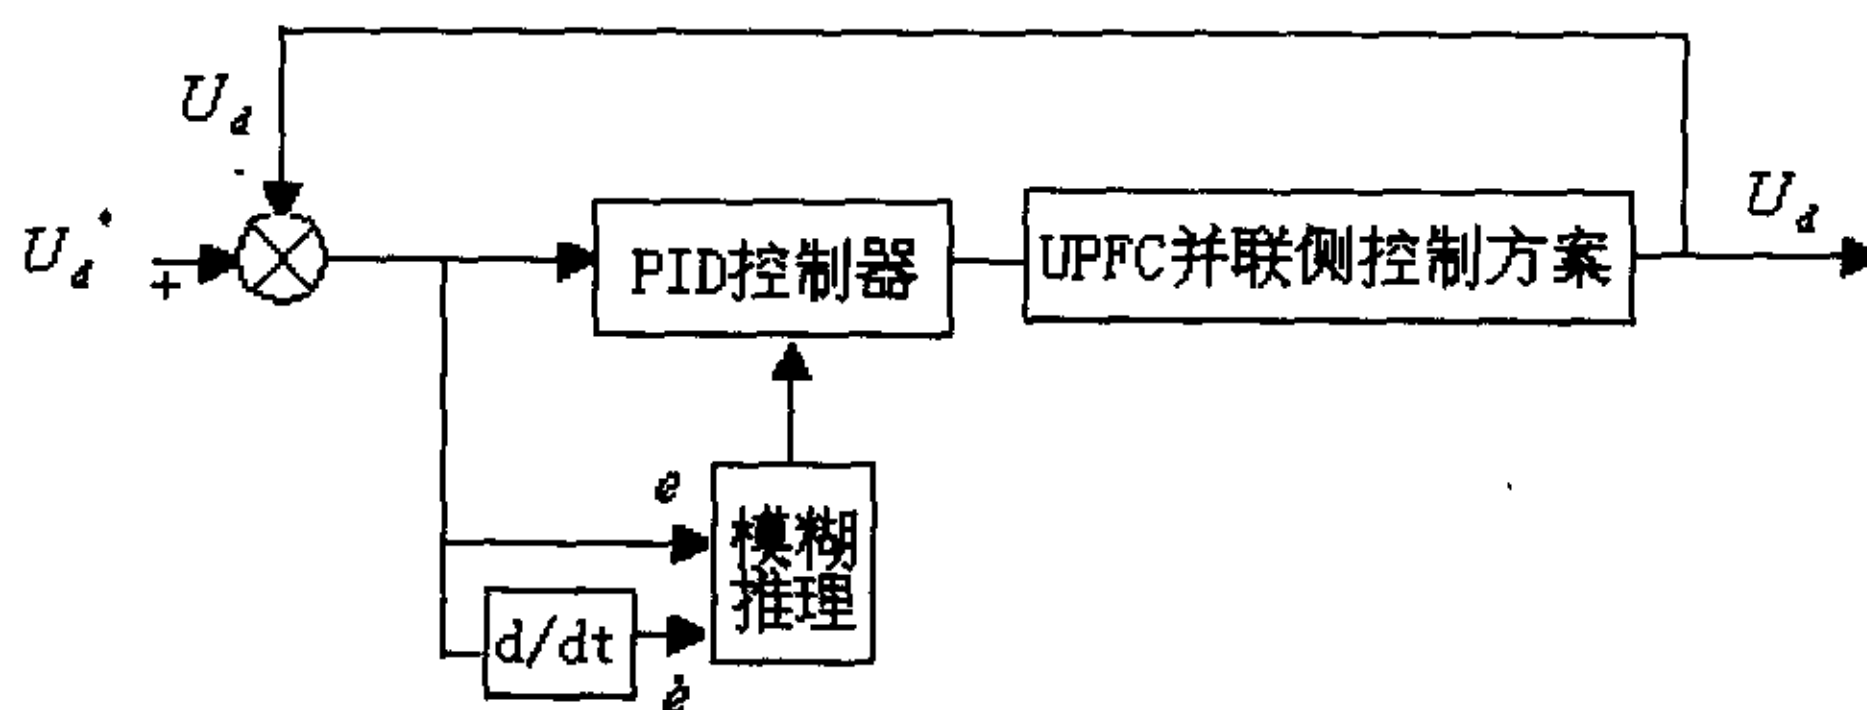 U_d
-
U_d*
+
PID控制器
UPFC并联侧控制方案
U_d
e
模糊
推理
d/dt
ė